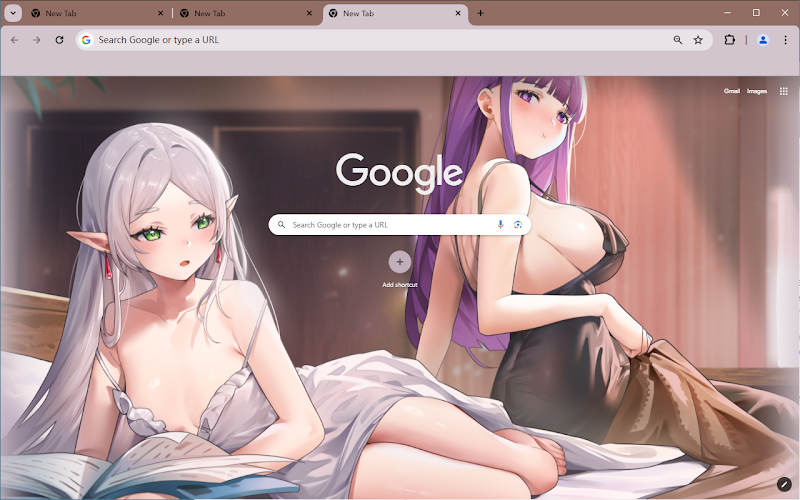 New Tab
New Tab
New Tab
Search Google or type a URL
Gmail
Images
Google
Search Google or type a URL
Add shortcut